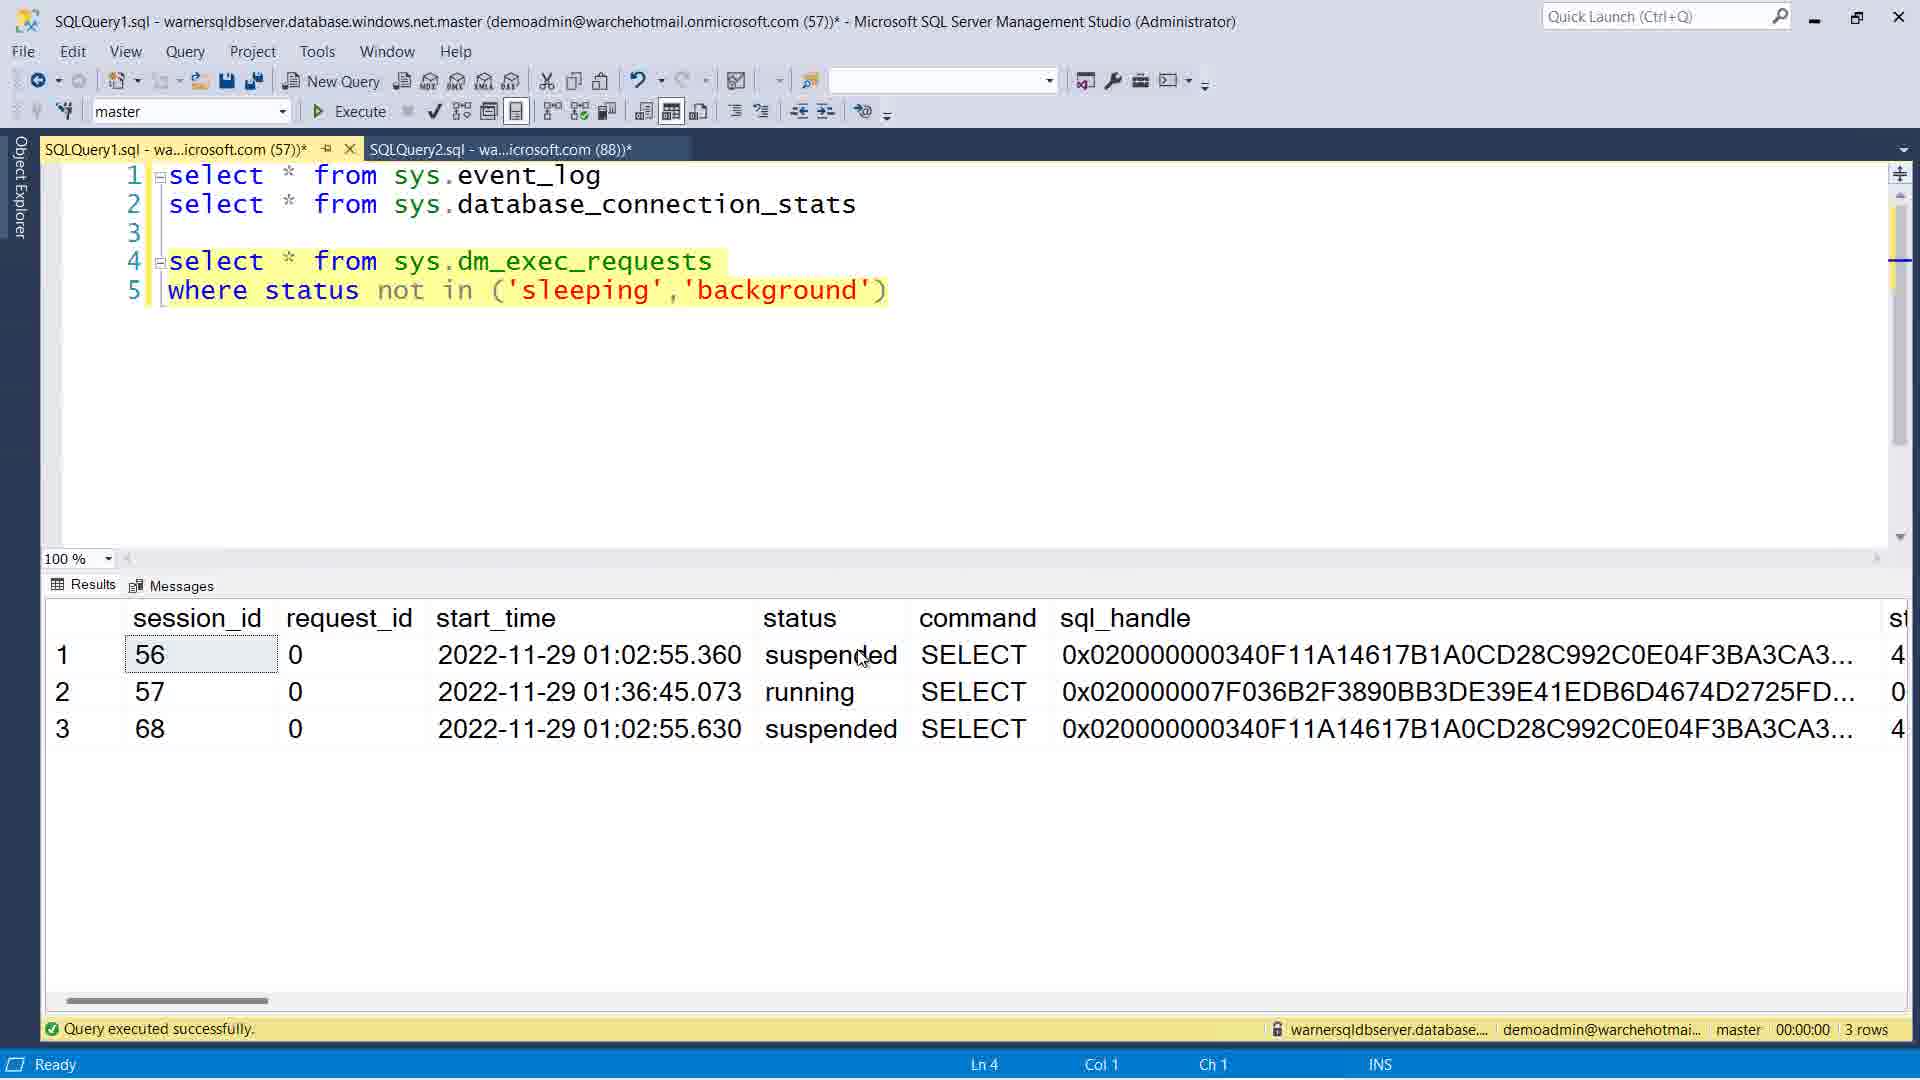 SQLQuery1.sql - warnersqldbserver.database.windows.net.master (demoadmin@warchehotmail.onmicrosoft.com (57))* - Microsoft SQL Server Management Studio (Administrator)
Quick Launch (Ctrl+Q)
File Edit View Query Project Tools Window Help
New Query MDX DMX XMLA DAX
master Execute
Object Explorer
SQLQuery1.sql - wa...icrosoft.com (57))* SQLQuery2.sql - wa...icrosoft.com (88))*
1 select * from sys.event_log
2 select * from sys.database_connection_stats
3
4 select * from sys.dm_exec_requests
5 where status not in ('sleeping','background')
100 %
Results Messages
session_id request_id start_time status command sql_handle st
1 56 0 2022-11-29 01:02:55.360 suspended SELECT 0x020000000340F11A14617B1A0CD28C992C0E04F3BA3CA3... 4
2 57 0 2022-11-29 01:36:45.073 running SELECT 0x020000007F036B2F3890BB3DE39E41EDB6D4674D2725FD... 0
3 68 0 2022-11-29 01:02:55.630 suspended SELECT 0x020000000340F11A14617B1A0CD28C992C0E04F3BA3CA3... 4
Query executed successfully. warnersqldbserver.database.... demoadmin@warchehotmai... master 00:00:00 3 rows
Ready Ln 4 Col 1 Ch 1 INS